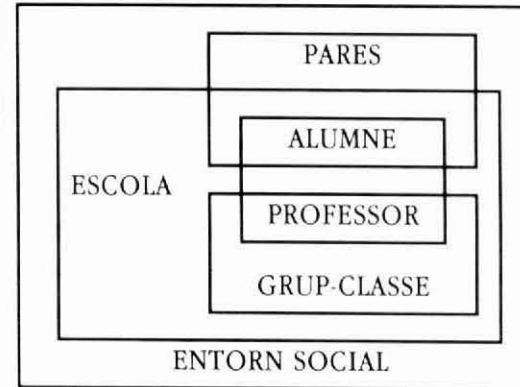 PARES
ALUMNE
ESCOLA
PROFESSOR
GRUP-CLASSE
ENTORN SOCIAL